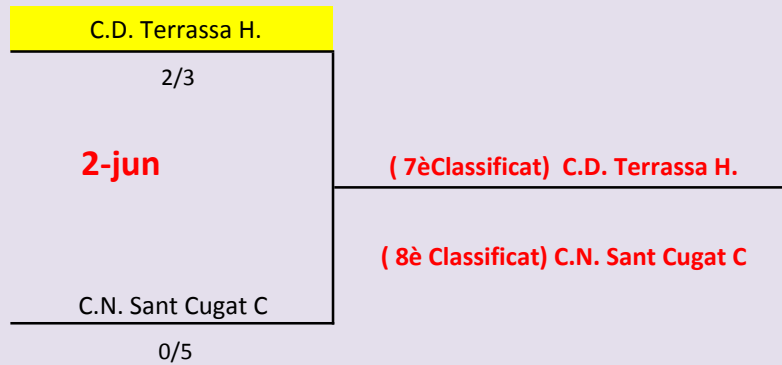 C.D. Terrassa H.
2/3
2-jun
( 7èClassificat) C.D. Terrassa H.
( 8è Classificat) C.N. Sant Cugat C
C.N. Sant Cugat C
0/5